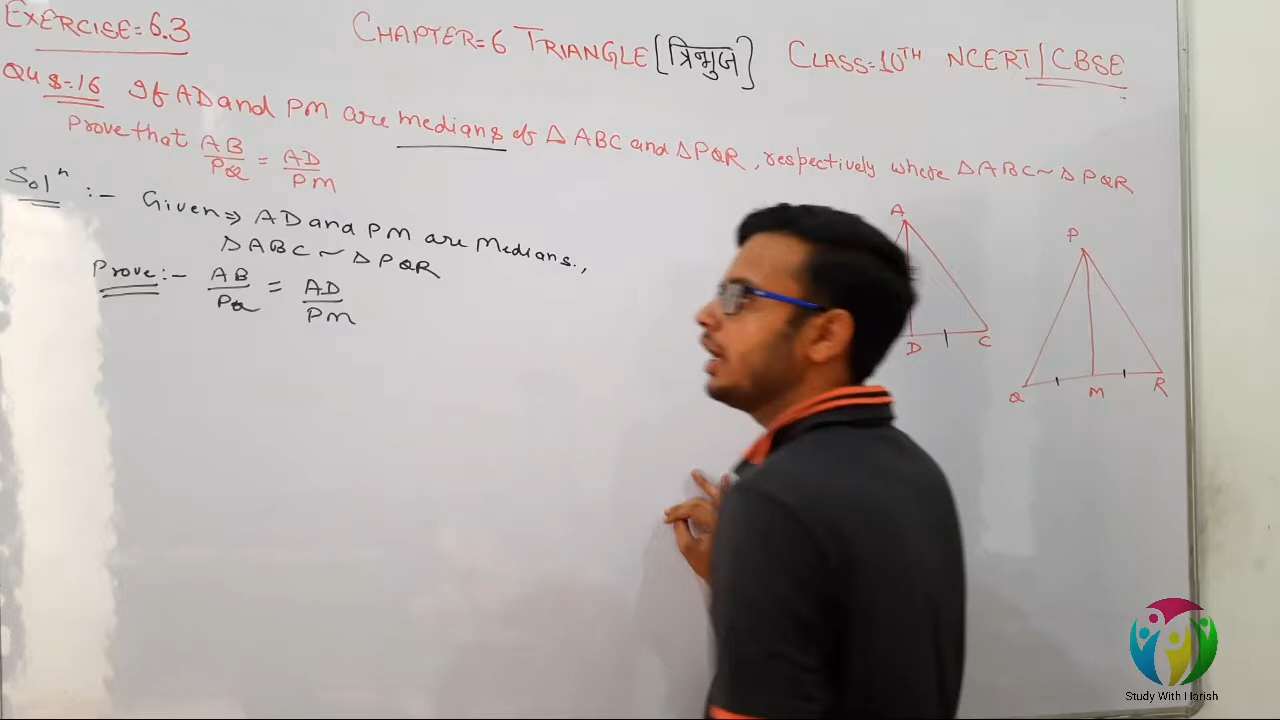 EXERCISE=6.3
CHAPTER=6 TRIANGLE [त्रिभुज] CLASS=10TH NCERT/CBSE
QUS-16 If AD and PM are medians of △ABC and △PQR, respectively where △ABC ~ △PQR
Prove that AB/PQ = AD/PM
Solⁿ :- Given ⇒ AD and PM are Medians.,
△ABC ~ △PQR
Prove:- AB/PQ = AD/PM
A
D C
P
Q M R
Study With Harish